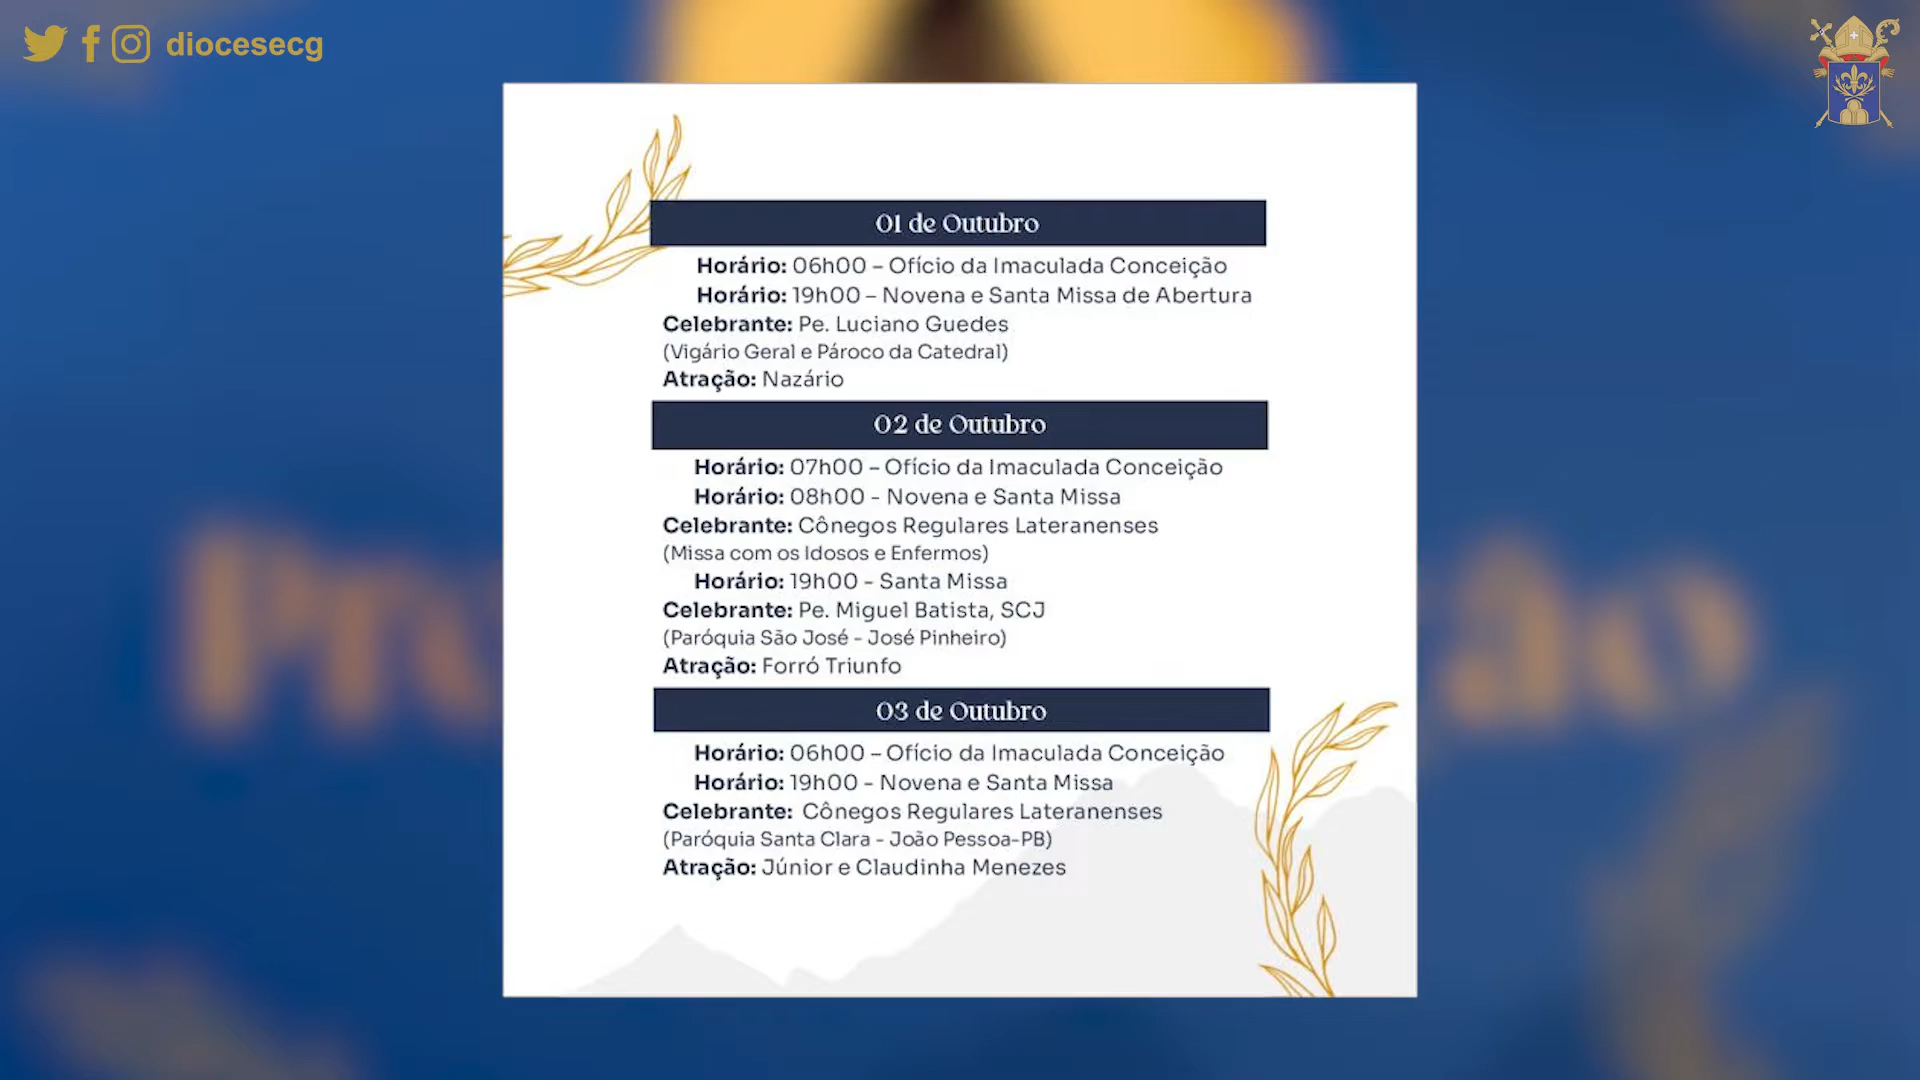 diocesecg
01 de Outubro
Horário: 06h00 – Ofício da Imaculada Conceição
Horário: 19h00 – Novena e Santa Missa de Abertura
Celebrante: Pe. Luciano Guedes
(Vigário Geral e Pároco da Catedral)
Atração: Nazário
02 de Outubro
Horário: 07h00 – Ofício da Imaculada Conceição
Horário: 08h00 - Novena e Santa Missa
Celebrante: Cônegos Regulares Lateranenses
(Missa com os Idosos e Enfermos)
Horário: 19h00 - Santa Missa
Celebrante: Pe. Miguel Batista, SCJ
(Paróquia São José - José Pinheiro)
Atração: Forró Triunfo
03 de Outubro
Horário: 06h00 – Ofício da Imaculada Conceição
Horário: 19h00 - Novena e Santa Missa
Celebrante: Cônegos Regulares Lateranenses
(Paróquia Santa Clara - João Pessoa-PB)
Atração: Júnior e Claudinha Menezes